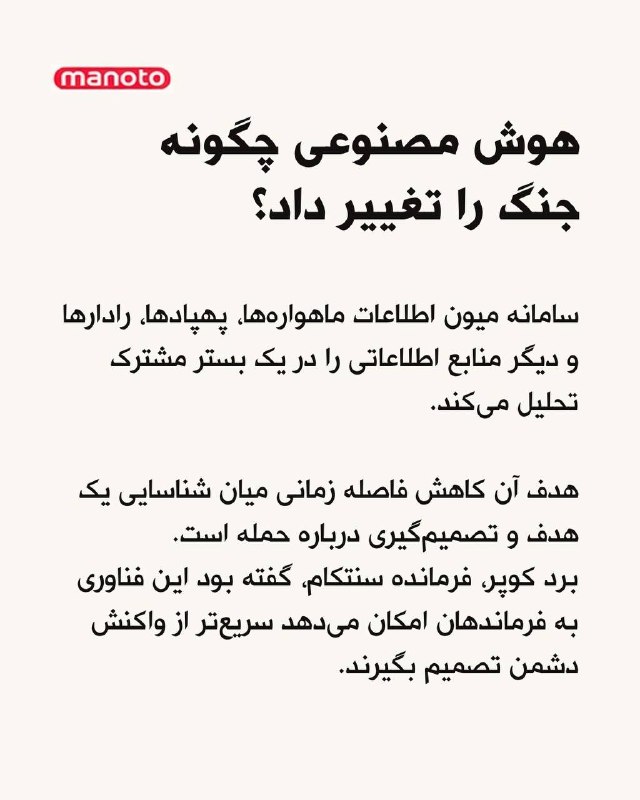 manoto
هوش مصنوعی چگونه
جنگ را تغییر داد؟
سامانه میون اطلاعات ماهواره‌ها، پهپادها، رادارها
و دیگر منابع اطلاعاتی را در یک بستر مشترک
تحلیل می‌کند.
هدف آن کاهش فاصله زمانی میان شناسایی یک
هدف و تصمیم‌گیری درباره حمله است.
برد کوپر، فرمانده سنتکام، گفته بود این فناوری
به فرماندهان امکان می‌دهد سریع‌تر از واکنش
دشمن تصمیم بگیرند.